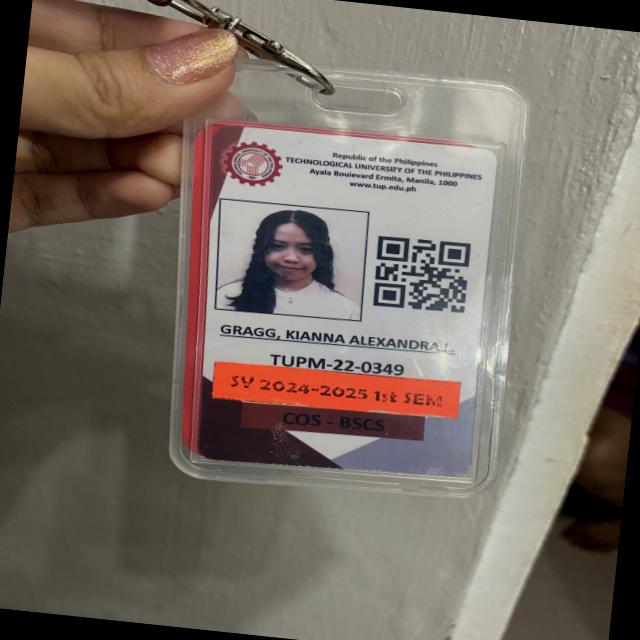 Republic of the Philippines
TECHNOLOGICAL UNIVERSITY OF THE PHILIPPINES
Ayala Boulevard Ermita, Manila, 1000
www.tup.edu.ph
GRAGG, KIANNA ALEXANDRA L.
TUPM-22-0349
SY 2024-2025 1st SEM
COS - BSCS